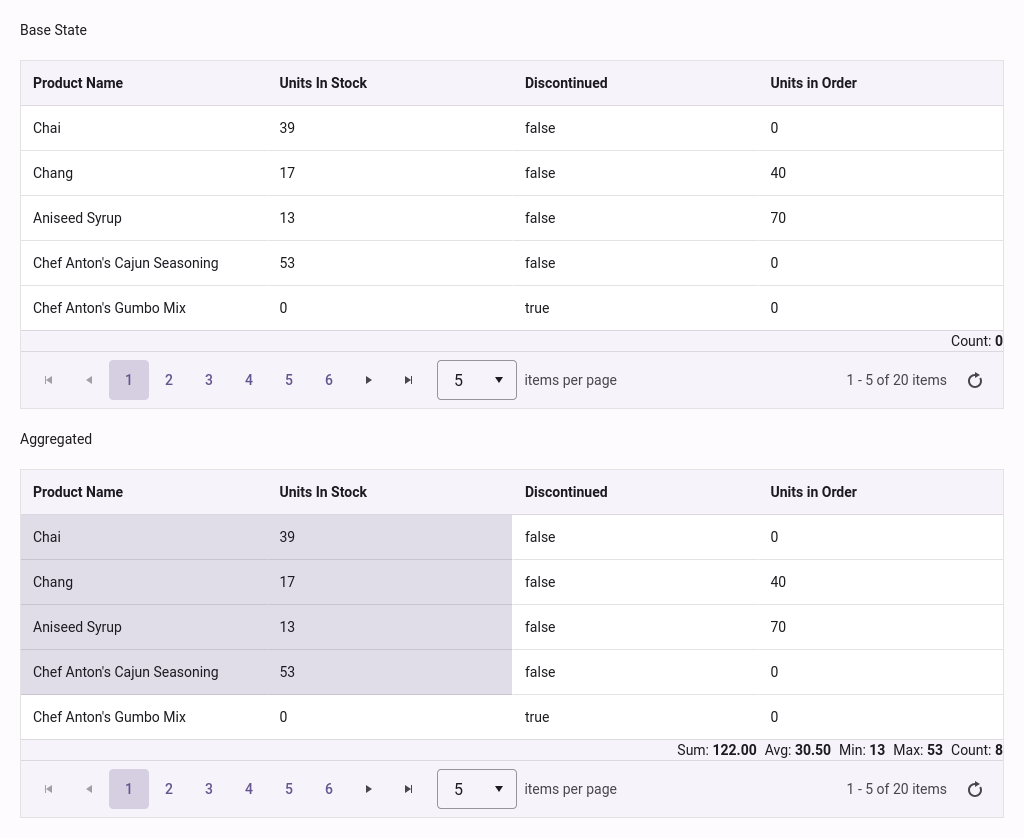 Base State
Product Name Units In Stock Discontinued Units in Order
Chai 39 false 0
Chang 17 false 40
Aniseed Syrup 13 false 70
Chef Anton's Cajun Seasoning 53 false 0
Chef Anton's Gumbo Mix 0 true 0
Count: 0
1 2 3 4 5 6 5 items per page 1 - 5 of 20 items
Aggregated
Product Name Units In Stock Discontinued Units in Order
Chai 39 false 0
Chang 17 false 40
Aniseed Syrup 13 false 70
Chef Anton's Cajun Seasoning 53 false 0
Chef Anton's Gumbo Mix 0 true 0
Sum: 122.00 Avg: 30.50 Min: 13 Max: 53 Count: 8
1 2 3 4 5 6 5 items per page 1 - 5 of 20 items